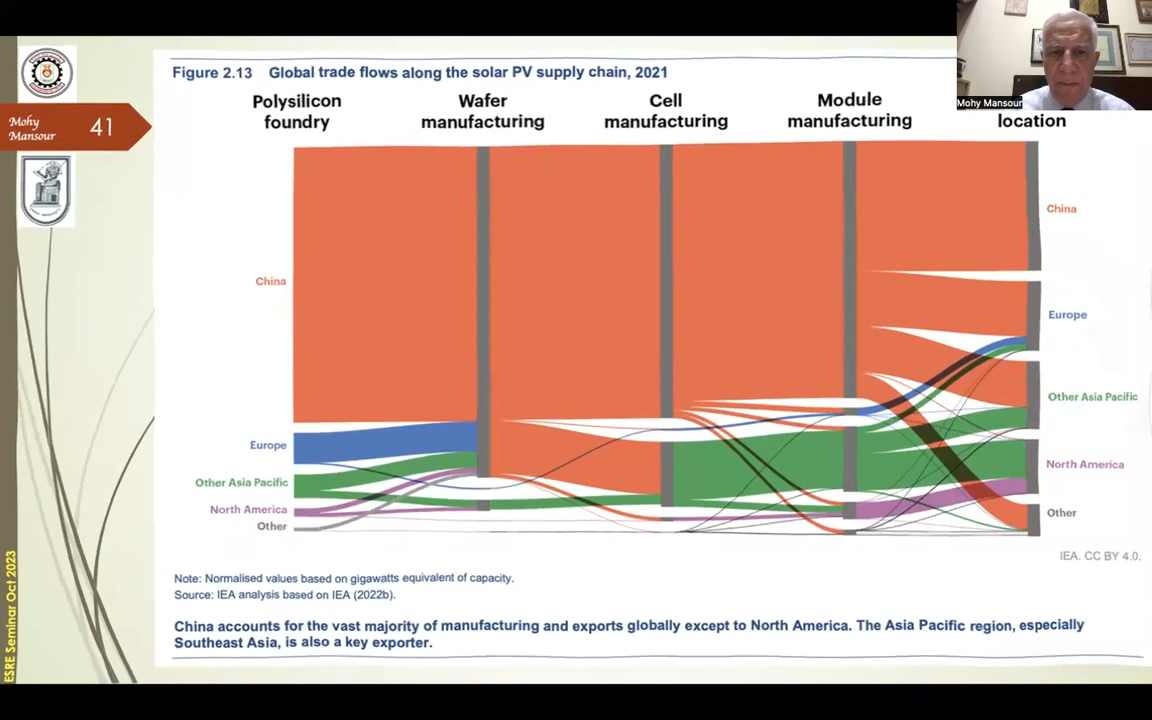 Figure 2.13 Global trade flows along the solar PV supply chain, 2021
Polysilicon
foundry
Wafer
manufacturing
Cell
manufacturing
Module
manufacturing
location
Mohy Mansour
Mohy
Mansour
41
China
Europe
Other Asia Pacific
North America
Other
China
Europe
Other Asia Pacific
North America
Other
IEA. CC BY 4.0.
Note: Normalised values based on gigawatts equivalent of capacity.
Source: IEA analysis based on IEA (2022b).
China accounts for the vast majority of manufacturing and exports globally except to North America. The Asia Pacific region, especially
Southeast Asia, is also a key exporter.
ESRE Seminar Oct 2023